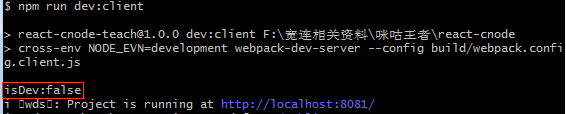 $ npm run dev:client
> react-cnode-teach@1.0.0 dev:client F:\宽连相关资料\咪咕王者\react-cnode
> cross-env NODE_EVN=development webpack-dev-server --config build/webpack.confi
g.client.js
isDev:false
i ｢wds｣: Project is running at http://localhost:8081/